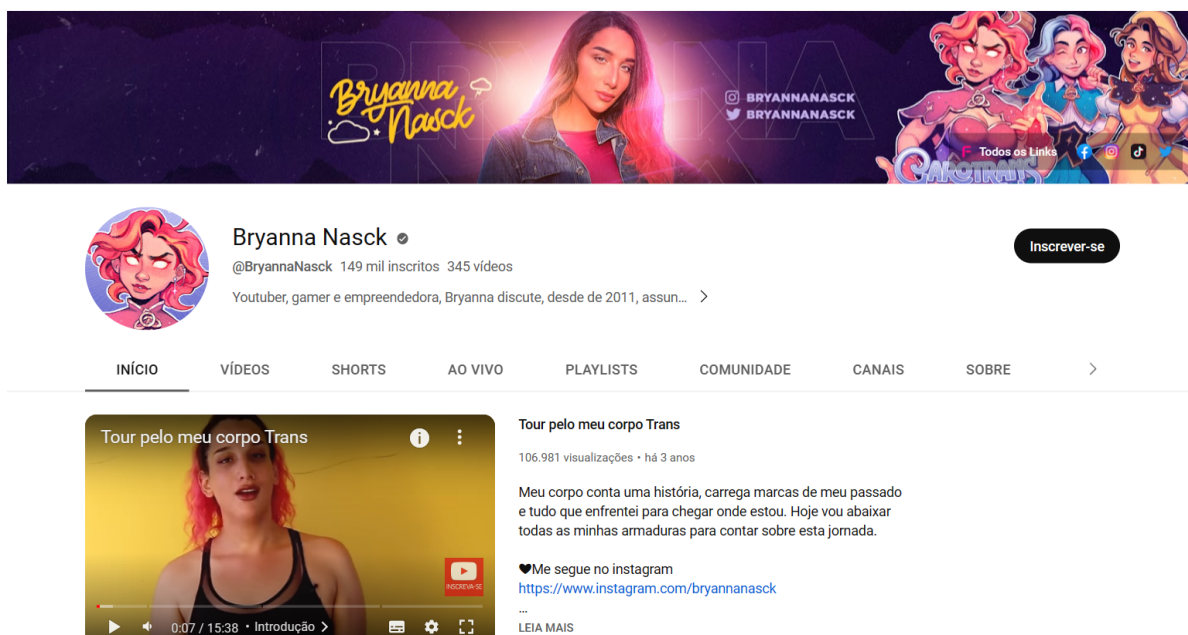 BRYANNA
Bryanna
Nasck
BRYANNANASCK
BRYANNANASCK
Todos os Links
GAROTRANS
Bryanna Nasck
@BryannaNasck 149 mil inscritos 345 vídeos
Youtuber, gamer e empreendedora, Bryanna discute, desde de 2011, assun...
Inscrever-se
INÍCIO VÍDEOS SHORTS AO VIVO PLAYLISTS COMUNIDADE CANAIS SOBRE
Tour pelo meu corpo Trans
INSCREVA-SE
0:07 / 15:38 • Introdução
Tour pelo meu corpo Trans
106.981 visualizações • há 3 anos
Meu corpo conta uma história, carrega marcas de meu passado
e tudo que enfrentei para chegar onde estou. Hoje vou abaixar
todas as minhas armaduras para contar sobre esta jornada.
♥Me segue no instagram
https://www.instagram.com/bryannanasck
...
LEIA MAIS